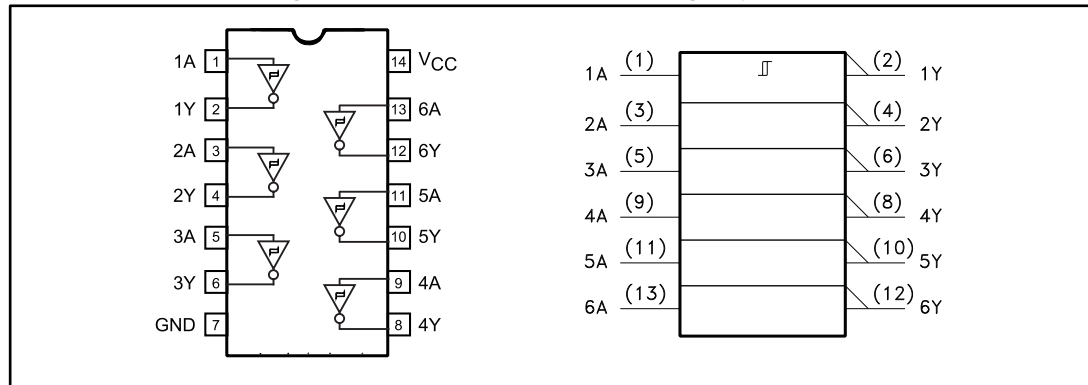 1A 1
1Y 2
2A 3
2Y 4
3A 5
3Y 6
GND 7
14 VCC
13 6A
12 6Y
11 5A
10 5Y
9 4A
8 4Y
1A (1) (2) 1Y
2A (3) (4) 2Y
3A (5) (6) 3Y
4A (9) (8) 4Y
5A (11) (10) 5Y
6A (13) (12) 6Y